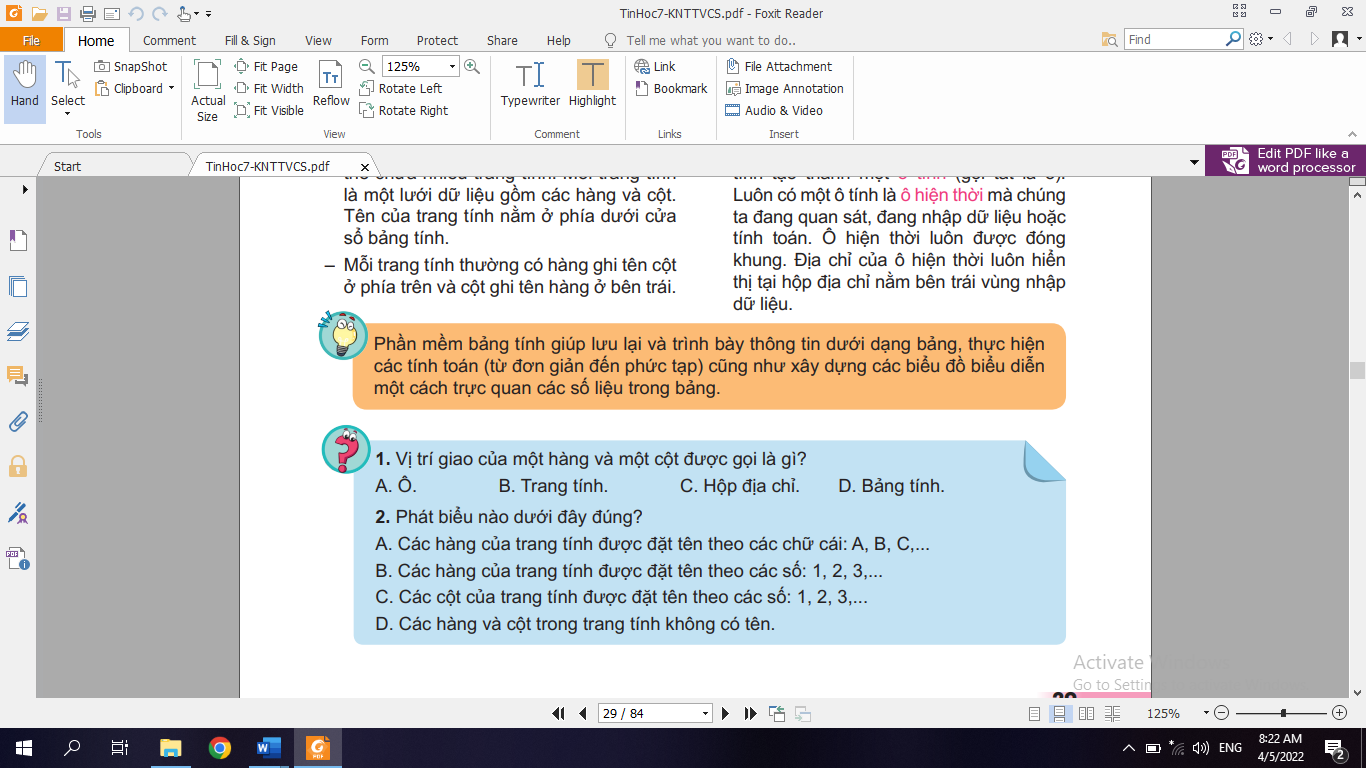 TinHoc7-KNTTVCS.pdf - Foxit Reader
File Home Comment Fill & Sign View Form Protect Share Help Tell me what you want to do.. Find
Hand
Select
SnapShot
Clipboard
Tools
Actual Size
Fit Page
Fit Width
Fit Visible
Reflow
125%
Rotate Left
Rotate Right
View
Typewriter
Highlight
Comment
Link
Bookmark
Links
File Attachment
Image Annotation
Audio & Video
Insert
Start
TinHoc7-KNTTVCS.pdf
Edit PDF like a
word processor
là một lưới dữ liệu gồm các hàng và cột.
Tên của trang tính nằm ở phía dưới cửa
sổ bảng tính.
– Mỗi trang tính thường có hàng ghi tên cột
ở phía trên và cột ghi tên hàng ở bên trái.
tính tạo thành một ô tính (gọi tắt là ô).
Luôn có một ô tính là ô hiện thời mà chúng
ta đang quan sát, đang nhập dữ liệu hoặc
tính toán. Ô hiện thời luôn được đóng
khung. Địa chỉ của ô hiện thời luôn hiển
thị tại hộp địa chỉ nằm bên trái vùng nhập
dữ liệu.
Phần mềm bảng tính giúp lưu lại và trình bày thông tin dưới dạng bảng, thực hiện
các tính toán (từ đơn giản đến phức tạp) cũng như xây dựng các biểu đồ biểu diễn
một cách trực quan các số liệu trong bảng.
1. Vị trí giao của một hàng và một cột được gọi là gì?
A. Ô. B. Trang tính. C. Hộp địa chỉ. D. Bảng tính.
2. Phát biểu nào dưới đây đúng?
A. Các hàng của trang tính được đặt tên theo các chữ cái: A, B, C,...
B. Các hàng của trang tính được đặt tên theo các số: 1, 2, 3,...
C. Các cột của trang tính được đặt tên theo các số: 1, 2, 3,...
D. Các hàng và cột trong trang tính không có tên.
Activate Windows
Go to Settin
29 / 84
125%
ENG
8:22 AM
4/5/2022
2